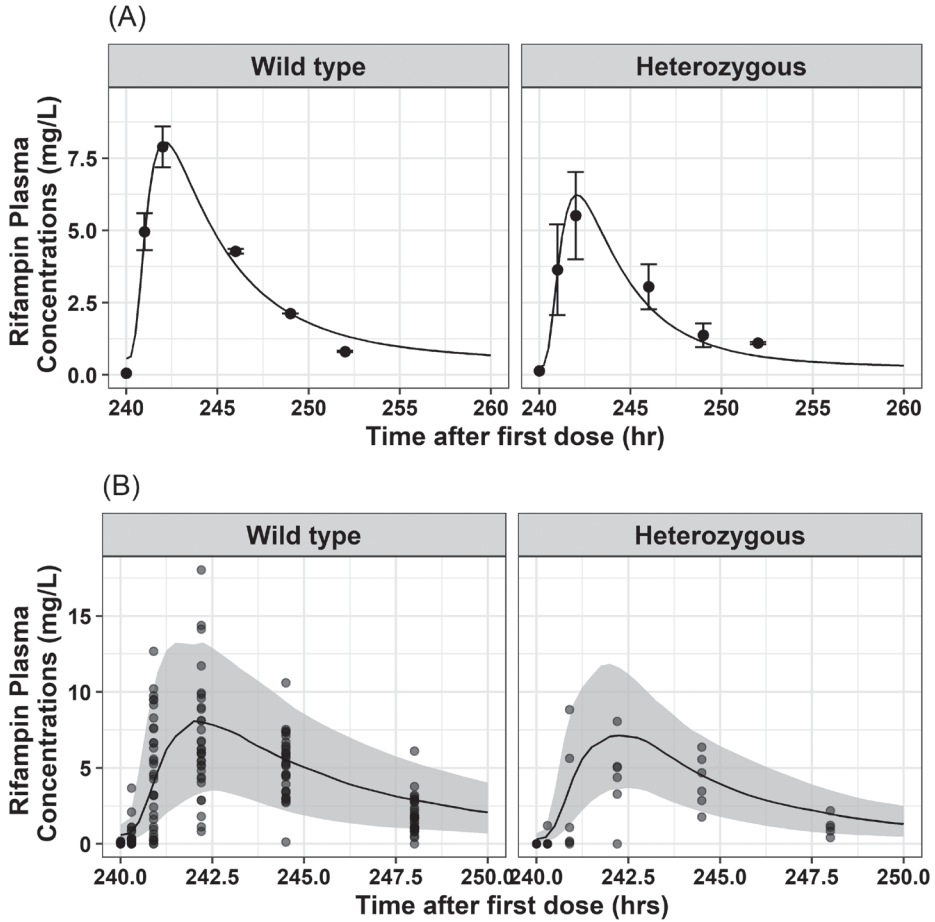 (A)
Wild type
Heterozygous
Rifampin Plasma
Concentrations (mg/L)
7.5
5.0
2.5
0.0
240 245 250 255 260
240 245 250 255 260
Time after first dose (hr)
(B)
Wild type
Heterozygous
Rifampin Plasma
Concentrations (mg/L)
15
10
5
0
240.0 242.5 245.0 247.5 250.0
240.0 242.5 245.0 247.5 250.0
Time after first dose (hrs)